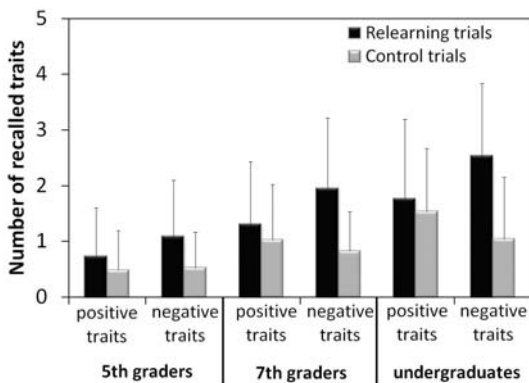 Number of recalled traits
5
4
3
2
1
0
Relearning trials
Control trials
positive negative positive negative positive negative
traits traits traits traits traits traits
5th graders 7th graders undergraduates